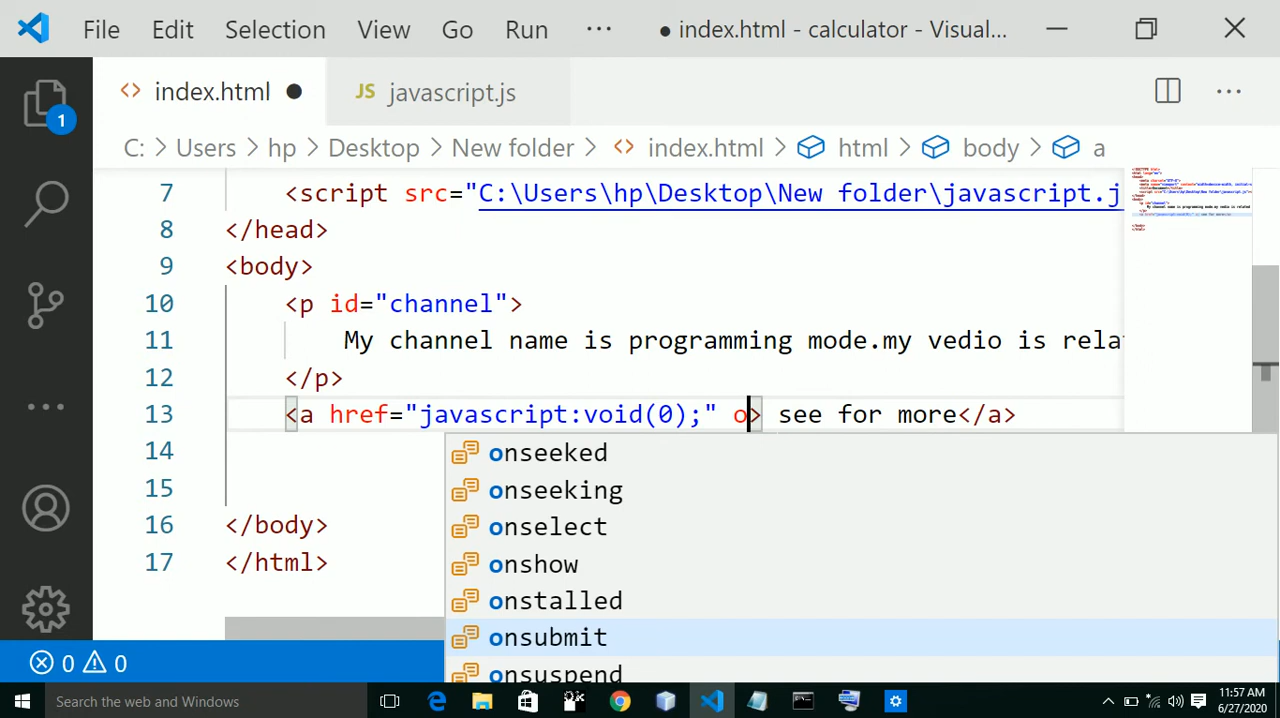 File Edit Selection View Go Run ··· ● index.html - calculator - Visual...
<> index.html ● JS javascript.js ···
C: > Users > hp > Desktop > New folder > <> index.html > html > body > a
1
7 <script src="C:\Users\hp\Desktop\New folder\javascript.j
8 </head>
9 <body>
10 <p id="channel">
11 My channel name is programming mode.my vedio is rela
12 </p>
13 <a href="javascript:void(0);" o> see for more</a>
14
15
16 </body>
17 </html>
onseeked
onseeking
onselect
onshow
onstalled
onsubmit
onsuspend
0 0
Search the web and Windows
11:57 AM
6/27/2020